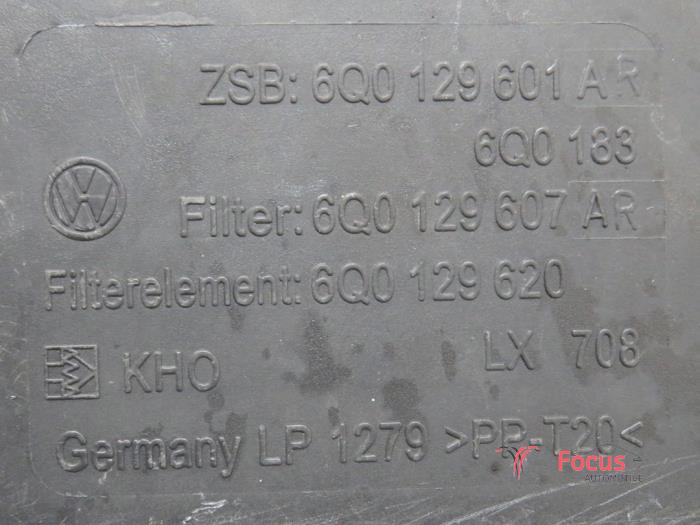 ZSB: 6Q0 129 601 AR
6Q0 183
Filter: 6Q0 129 607 AR
Filterelement: 6Q0 129 620
KHO LX 708
Germany LP 1279 >PP-T20<
Focus
AUTOMOTIVE